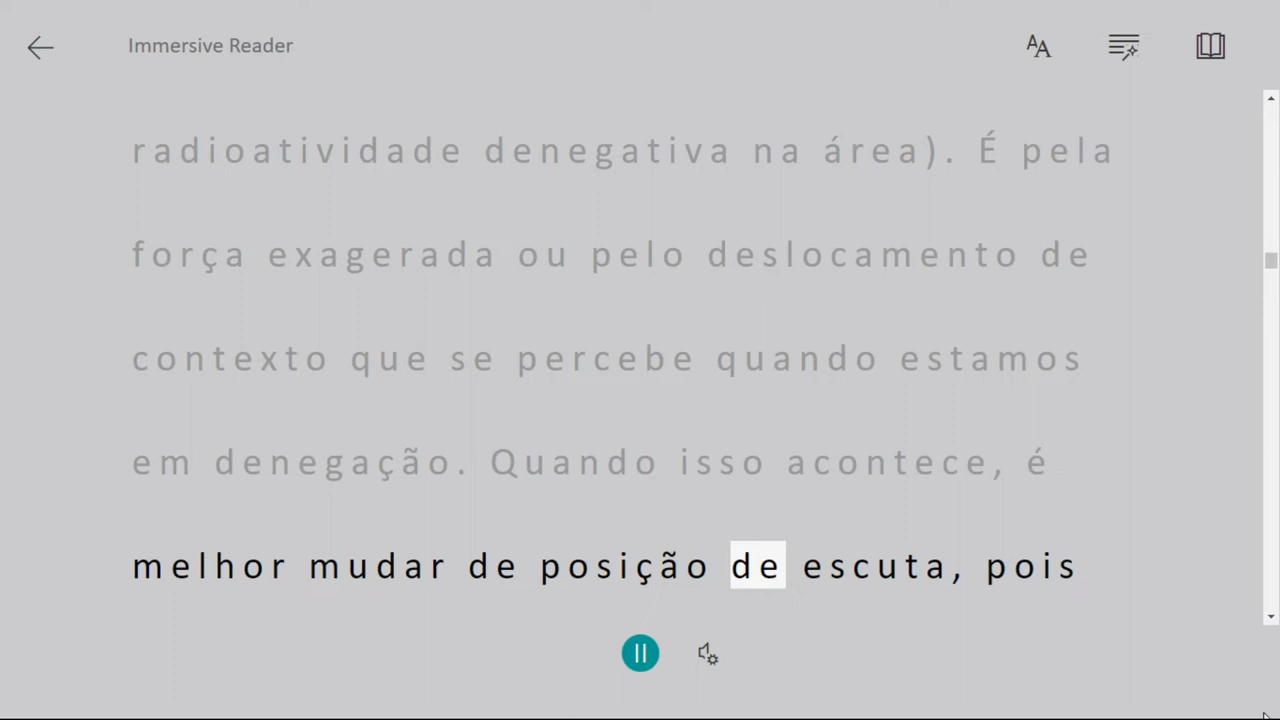 Immersive Reader
radioatividade denegativa na área). É pela
força exagerada ou pelo deslocamento de
contexto que se percebe quando estamos
em denegação. Quando isso acontece, é
melhor mudar de posição de escuta, pois